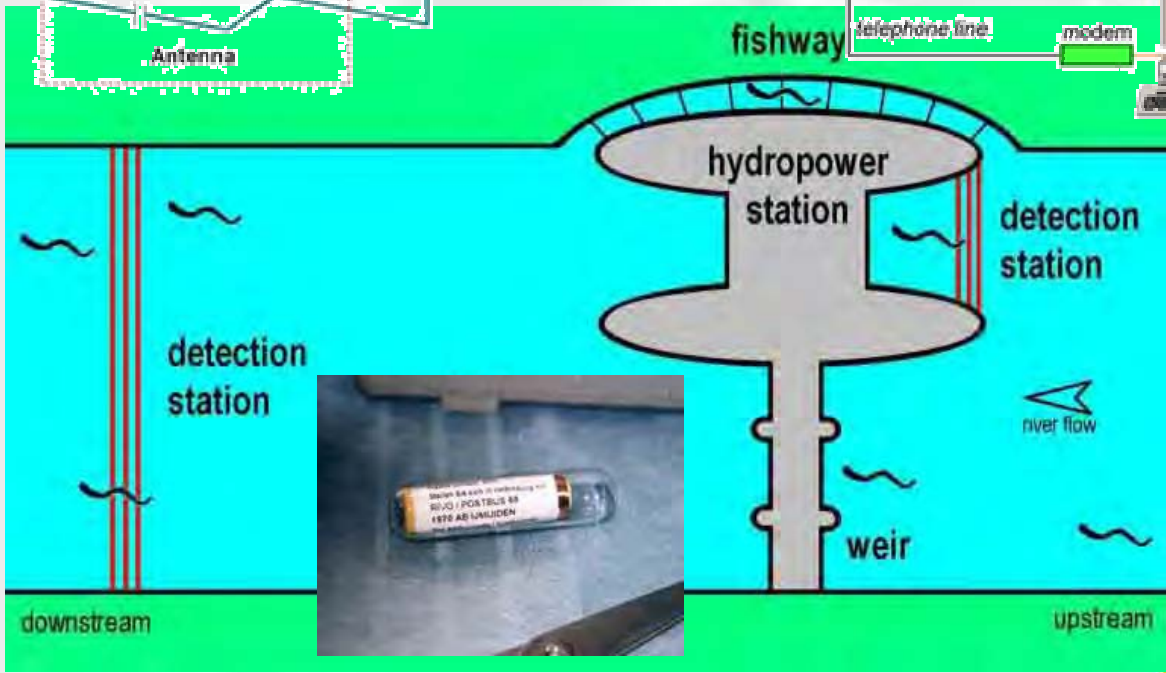 Antenna
fishway
telephone line
modem
hydropower
station
detection
station
detection
station
river flow
weir
RIVO / POSTBUS 68
1970 AB IJMUIDEN
downstream
upstream